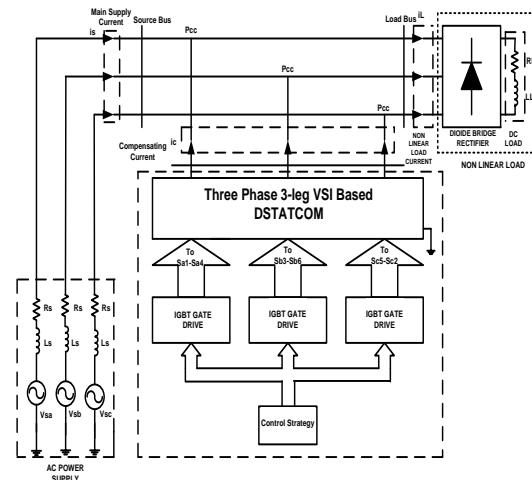 Main Supply
Current
Source Bus
Load Bus
iL
is
Pcc
Pcc
Pcc
Rl
LL
DIOIDE BRIDGE
RECTIFIER
DC
LOAD
NON
LINEAR
LOAD
CURRENT
NON LINEAR LOAD
Compensating
Current
ic
Three Phase 3-leg VSI Based
DSTATCOM
To
Sa1-Sa4
To
Sb3-Sb6
To
Sc5-Sc2
IGBT GATE
DRIVE
IGBT GATE
DRIVE
IGBT GATE
DRIVE
Control Strategy
Rs
Rs
Rs
Ls
Ls
Ls
Vsa
Vsb
Vsc
AC POWER
SUPPLY